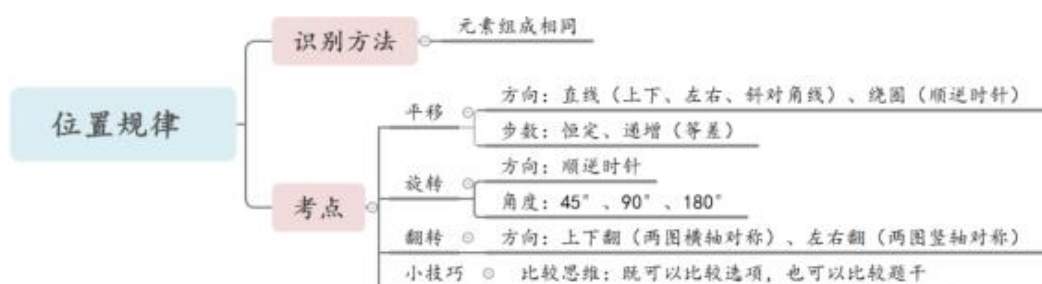 位置规律
识别方法
元素组成相同
考点
平移
方向：直线（上下、左右、斜对角线）、绕圈（顺逆时针）
步数：恒定、递增（等差）
旋转
方向：顺逆时针
角度：45°、90°、180°
翻转
方向：上下翻（两图横轴对称）、左右翻（两图竖轴对称）
小技巧
比较思维：既可以比较选项，也可以比较题干